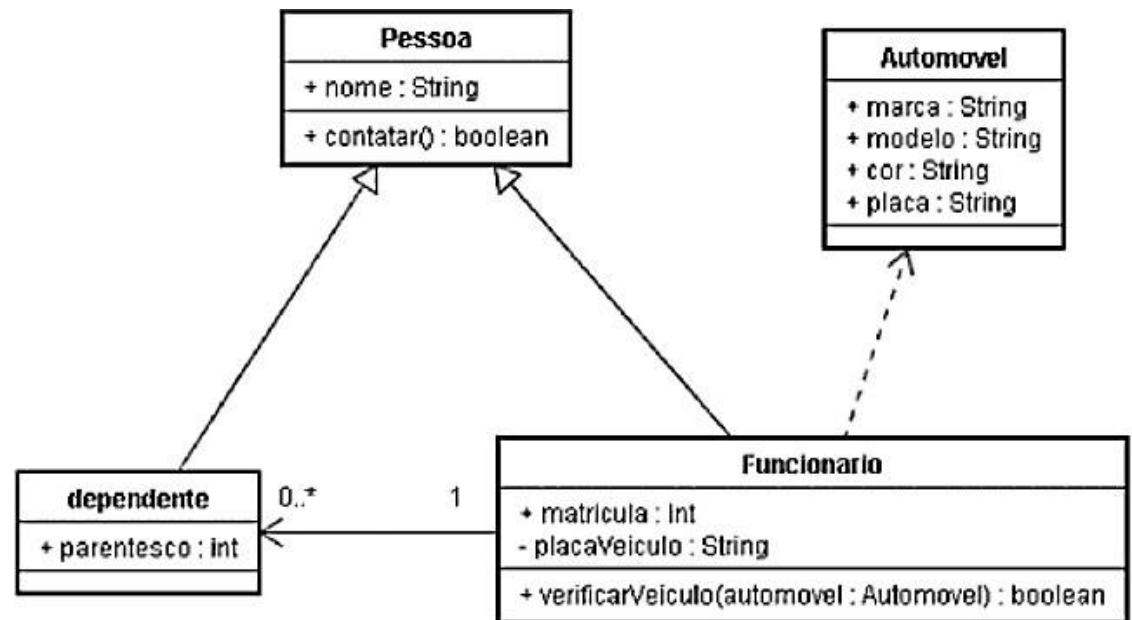 Pessoa
+ nome : String
+ contatar() : boolean
Automovel
+ marca : String
+ modelo : String
+ cor : String
+ placa : String
dependente
+ parentesco : int
0..*
1
Funcionario
+ matricula : int
- placaVeiculo : String
+ verificarVeiculo(automovel : Automovel) : boolean